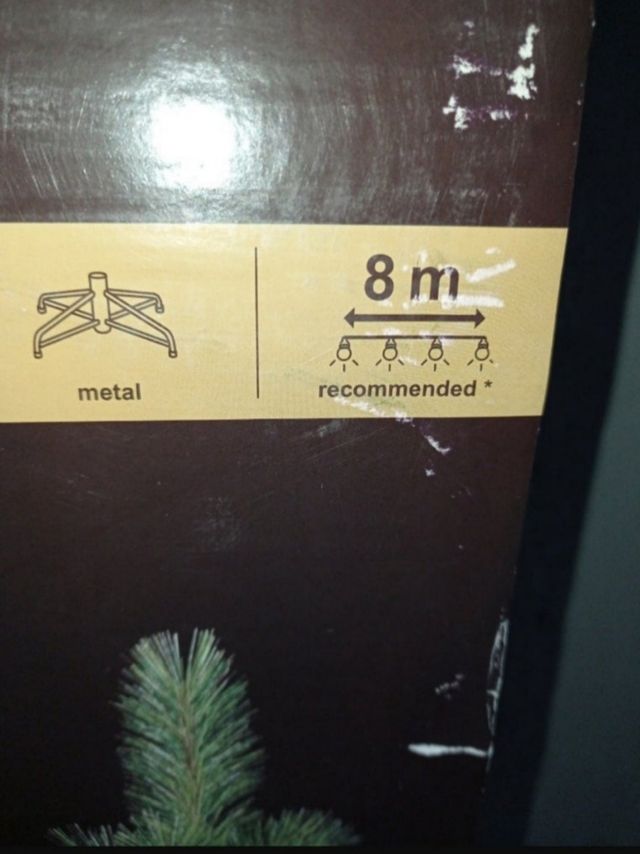 metal
8 m
recommended *